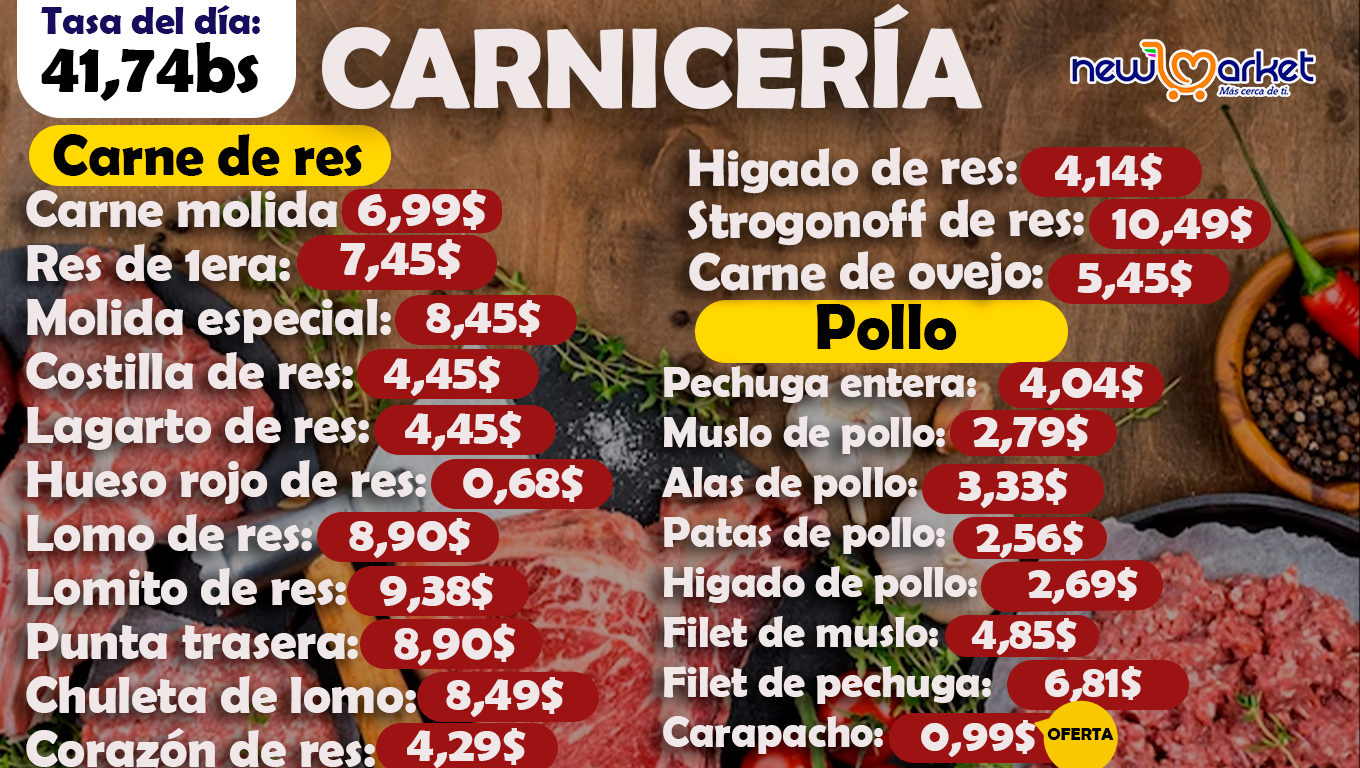 Tasa del día:
41,74bs
CARNICERÍA
new market
Más cerca de ti.
Carne de res
Carne molida 6,99$
Res de 1era: 7,45$
Molida especial: 8,45$
Costilla de res: 4,45$
Lagarto de res: 4,45$
Hueso rojo de res: 0,68$
Lomo de res: 8,90$
Lomito de res: 9,38$
Punta trasera: 8,90$
Chuleta de lomo: 8,49$
Corazón de res: 4,29$
Higado de res: 4,14$
Strogonoff de res: 10,49$
Carne de ovejo: 5,45$
Pollo
Pechuga entera: 4,04$
Muslo de pollo: 2,79$
Alas de pollo: 3,33$
Patas de pollo: 2,56$
Higado de pollo: 2,69$
Filet de muslo: 4,85$
Filet de pechuga: 6,81$
Carapacho: 0,99$ OFERTA